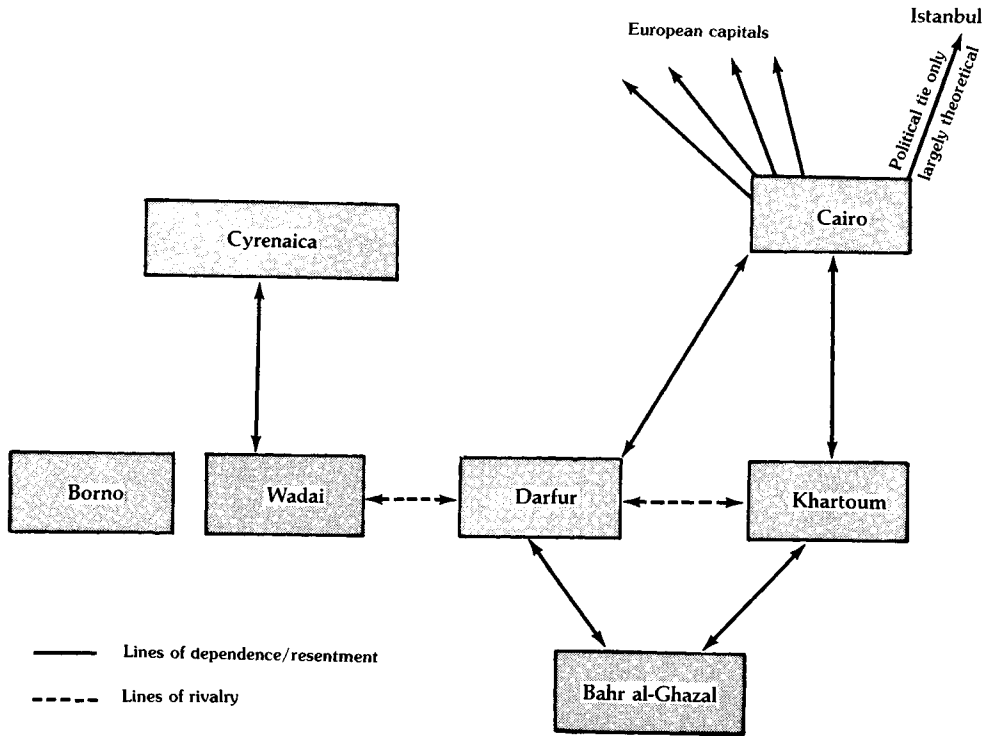 Istanbul
European capitals
Political tie only
largely theoretical
Cairo
Cyrenaica
Borno
Wadai
Darfur
Khartoum
Lines of dependence/resentment
Lines of rivalry
Bahr al-Ghazal